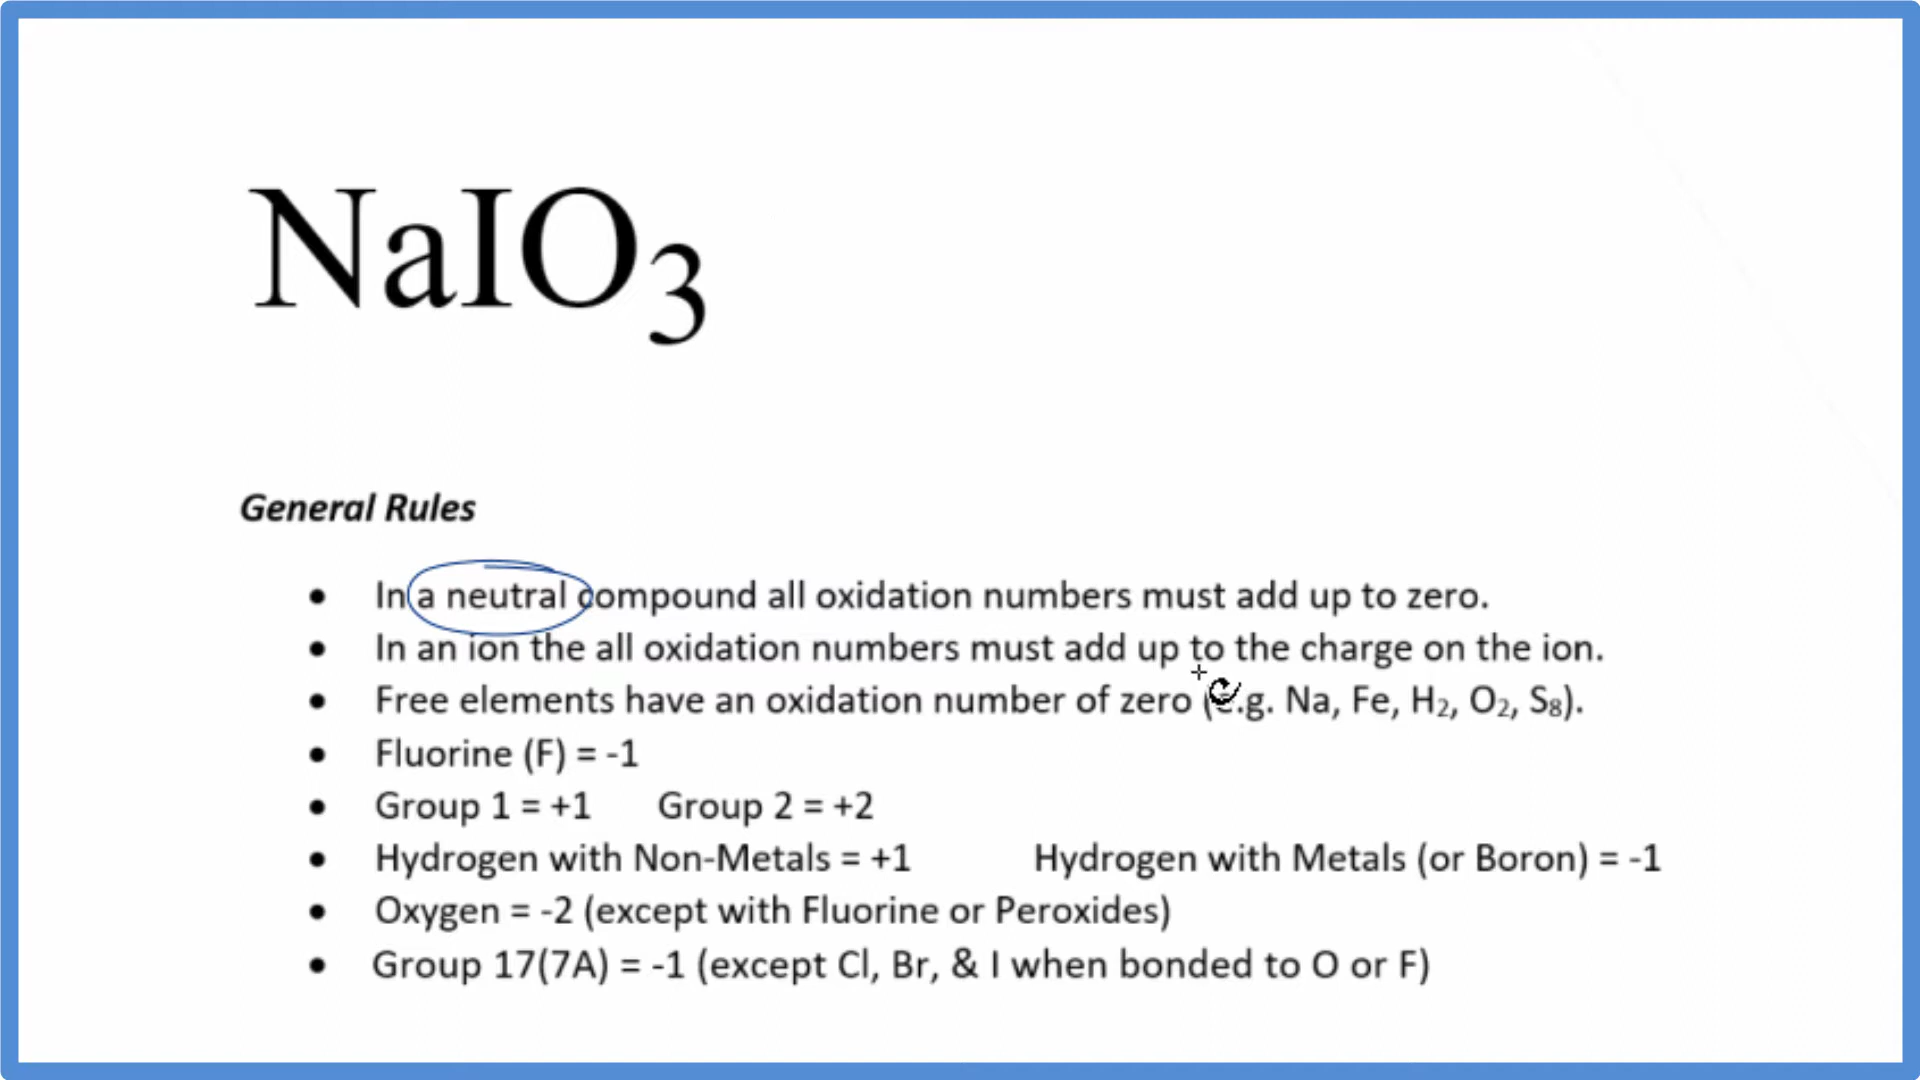 NaIO₃
General Rules
• In a neutral compound all oxidation numbers must add up to zero.
• In an ion the all oxidation numbers must add up to the charge on the ion.
• Free elements have an oxidation number of zero (e.g. Na, Fe, H₂, O₂, S₈).
• Fluorine (F) = -1
• Group 1 = +1 Group 2 = +2
• Hydrogen with Non-Metals = +1 Hydrogen with Metals (or Boron) = -1
• Oxygen = -2 (except with Fluorine or Peroxides)
• Group 17(7A) = -1 (except Cl, Br, & I when bonded to O or F)